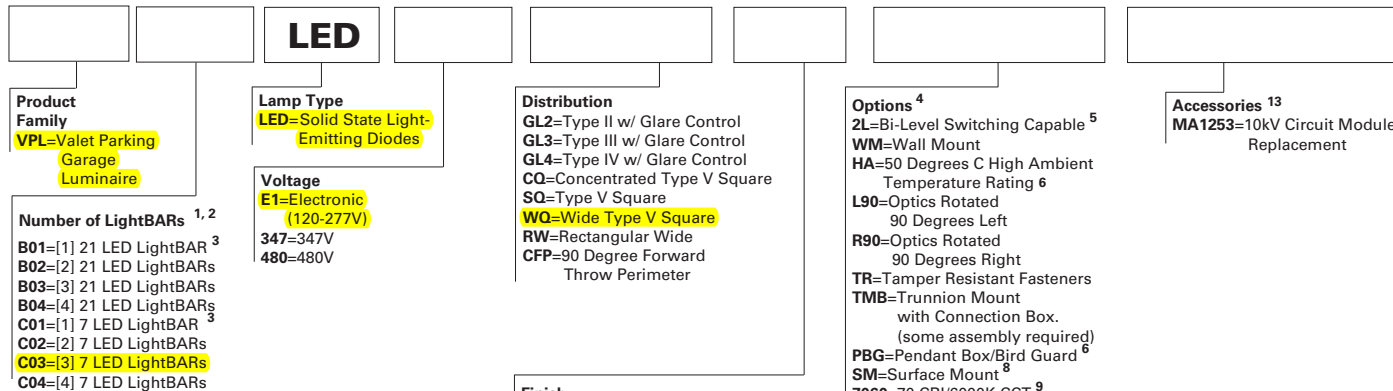 LED
Product
Family
VPL=Valet Parking
Garage
Luminaire
Number of LightBARs 1, 2
B01=[1] 21 LED LightBAR 3
B02=[2] 21 LED LightBARs
B03=[3] 21 LED LightBARs
B04=[4] 21 LED LightBARs
C01=[1] 7 LED LightBAR 3
C02=[2] 7 LED LightBARs
C03=[3] 7 LED LightBARs
C04=[4] 7 LED LightBARs
Lamp Type
LED=Solid State Light-
Emitting Diodes
Voltage
E1=Electronic
(120-277V)
347=347V
480=480V
Distribution
GL2=Type II w/ Glare Control
GL3=Type III w/ Glare Control
GL4=Type IV w/ Glare Control
CQ=Concentrated Type V Square
SQ=Type V Square
WQ=Wide Type V Square
RW=Rectangular Wide
CFP=90 Degree Forward
Throw Perimeter
Finish
Options 4
2L=Bi-Level Switching Capable 5
WM=Wall Mount
HA=50 Degrees C High Ambient
Temperature Rating 6
L90=Optics Rotated
90 Degrees Left
R90=Optics Rotated
90 Degrees Right
TR=Tamper Resistant Fasteners
TMB=Trunnion Mount
with Connection Box.
(some assembly required)
PBG=Pendant Box/Bird Guard 6
SM=Surface Mount 8
7060=70 CRI/6000K CCT 9
Accessories 13
MA1253=10kV Circuit Module
Replacement